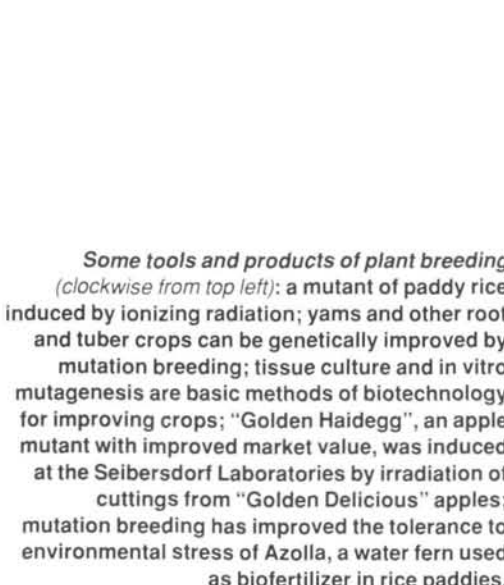 Some tools and products of plant breeding
(clockwise from top left): a mutant of paddy rice
induced by ionizing radiation; yams and other root
and tuber crops can be genetically improved by
mutation breeding; tissue culture and in vitro
mutagenesis are basic methods of biotechnology
for improving crops; "Golden Haidegg", an apple
mutant with improved market value, was induced
at the Seibersdorf Laboratories by irradiation of
cuttings from "Golden Delicious" apples;
mutation breeding has improved the tolerance to
environmental stress of Azolla, a water fern used
as biofertilizer in rice paddies.